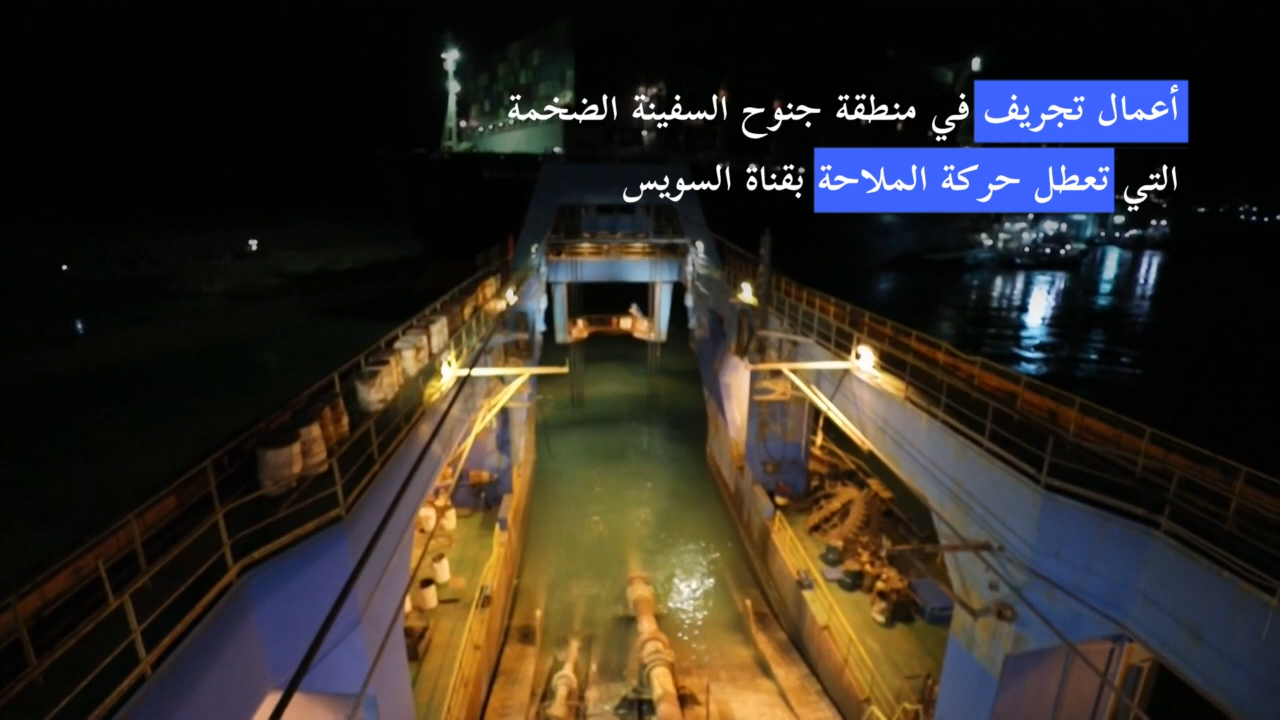 أعمال تجريف في منطقة جنوح السفينة الضخمة
التي تعطل حركة الملاحة بقناة السويس